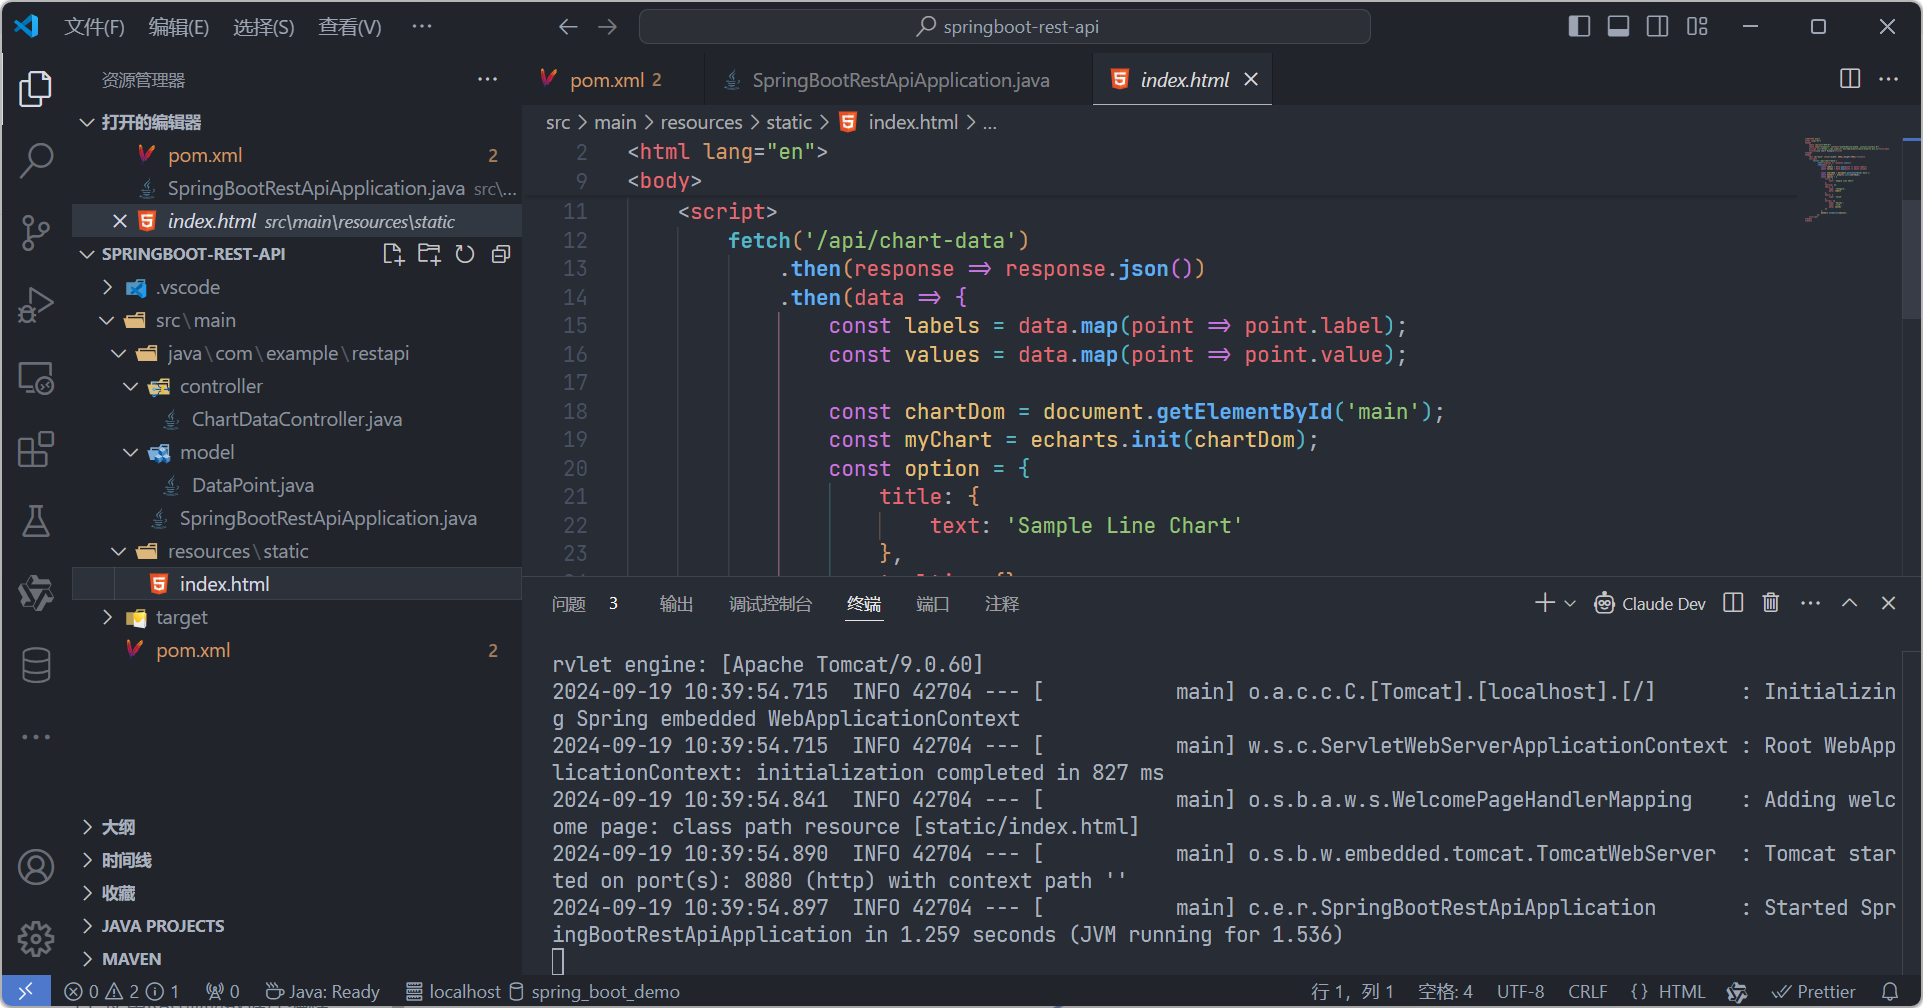 文件(F) 编辑(E) 选择(S) 查看(V) ··· springboot-rest-api
资源管理器 ···
打开的编辑器
pom.xml 2
SpringBootRestApiApplication.java src\...
index.html src\main\resources\static
SPRINGBOOT-REST-API
.vscode
src\main
java\com\example\restapi
controller
ChartDataController.java
model
DataPoint.java
SpringBootRestApiApplication.java
resources\static
index.html
target
pom.xml 2
大纲
时间线
收藏
JAVA PROJECTS
MAVEN
pom.xml 2 SpringBootRestApiApplication.java index.html
src > main > resources > static > index.html > ...
2 <html lang="en">
9 <body>
11 <script>
12 fetch('/api/chart-data')
13 .then(response => response.json())
14 .then(data => {
15 const labels = data.map(point => point.label);
16 const values = data.map(point => point.value);
17
18 const chartDom = document.getElementById('main');
19 const myChart = echarts.init(chartDom);
20 const option = {
21 title: {
22 text: 'Sample Line Chart'
23 },
问题 3 输出 调试控制台 终端 端口 注释 Claude Dev
rvlet engine: [Apache Tomcat/9.0.60]
2024-09-19 10:39:54.715  INFO 42704 --- [           main] o.a.c.c.C.[Tomcat].[localhost].[/]       : Initializin
g Spring embedded WebApplicationContext
2024-09-19 10:39:54.715  INFO 42704 --- [           main] w.s.c.ServletWebServerApplicationContext : Root WebApp
licationContext: initialization completed in 827 ms
2024-09-19 10:39:54.841  INFO 42704 --- [           main] o.s.b.a.w.s.WelcomePageHandlerMapping    : Adding welc
ome page: class path resource [static/index.html]
2024-09-19 10:39:54.890  INFO 42704 --- [           main] o.s.b.w.embedded.tomcat.TomcatWebServer  : Tomcat star
ted on port(s): 8080 (http) with context path ''
2024-09-19 10:39:54.897  INFO 42704 --- [           main] c.e.r.SpringBootRestApiApplication       : Started Spr
ingBootRestApiApplication in 1.259 seconds (JVM running for 1.536)
0 2 1 0 Java: Ready localhost spring_boot_demo 行 1，列 1 空格: 4 UTF-8 CRLF {} HTML Prettier